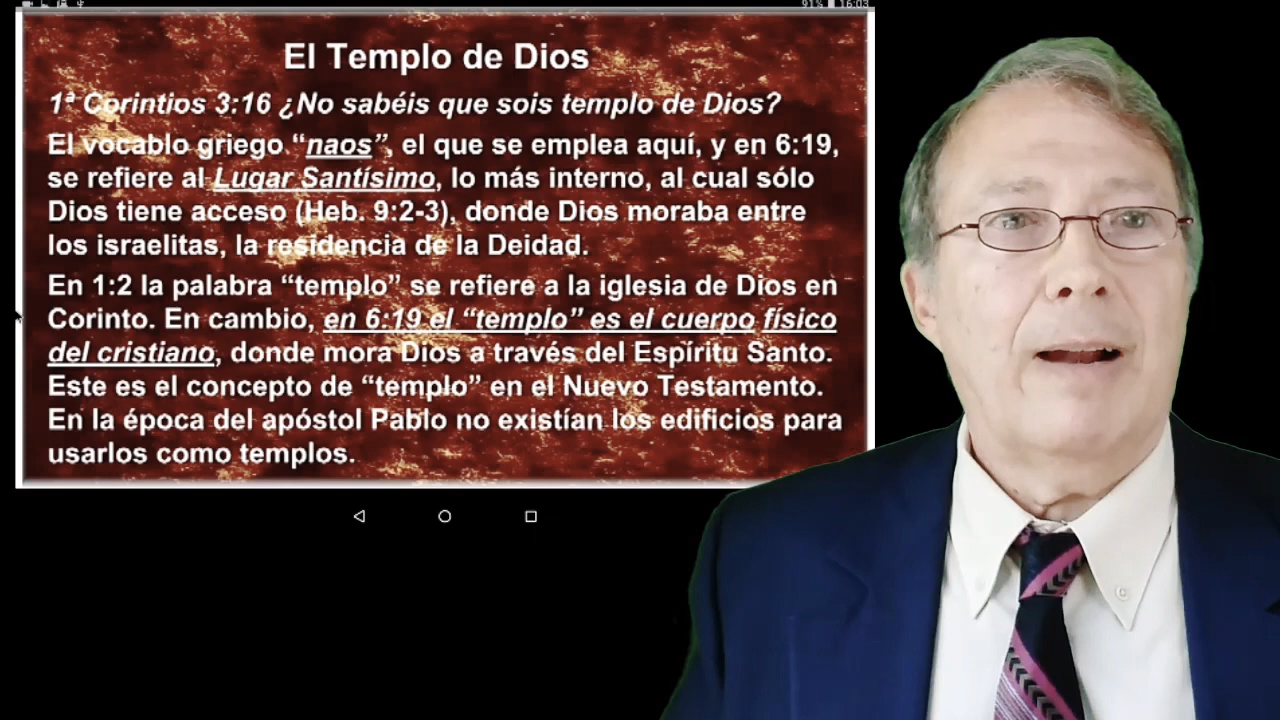 91% 16:03
El Templo de Dios
1ª Corintios 3:16 ¿No sabéis que sois templo de Dios?
El vocablo griego “naos”, el que se emplea aquí, y en 6:19,
se refiere al Lugar Santísimo, lo más interno, al cual sólo
Dios tiene acceso (Heb. 9:2-3), donde Dios moraba entre
los israelitas, la residencia de la Deidad.
En 1:2 la palabra “templo” se refiere a la iglesia de Dios en
Corinto. En cambio, en 6:19 el “templo” es el cuerpo físico
del cristiano, donde mora Dios a través del Espíritu Santo.
Este es el concepto de “templo” en el Nuevo Testamento.
En la época del apóstol Pablo no existían los edificios para
usarlos como templos.